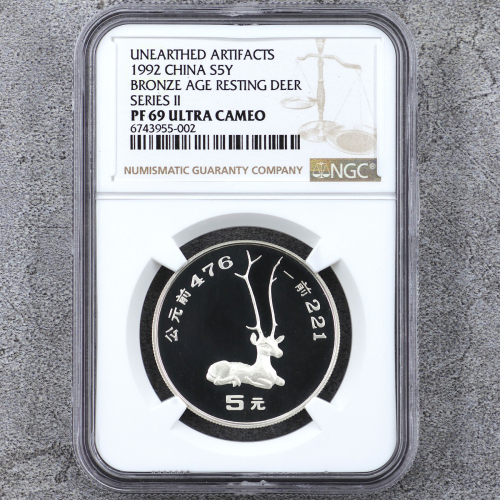 UNEARTHED ARTIFACTS
1992 CHINA S5Y
BRONZE AGE RESTING DEER
SERIES II
PF 69 ULTRA CAMEO
6743955-002
NUMISMATIC GUARANTY COMPANY
NGC®
公元前476
一前221
5元